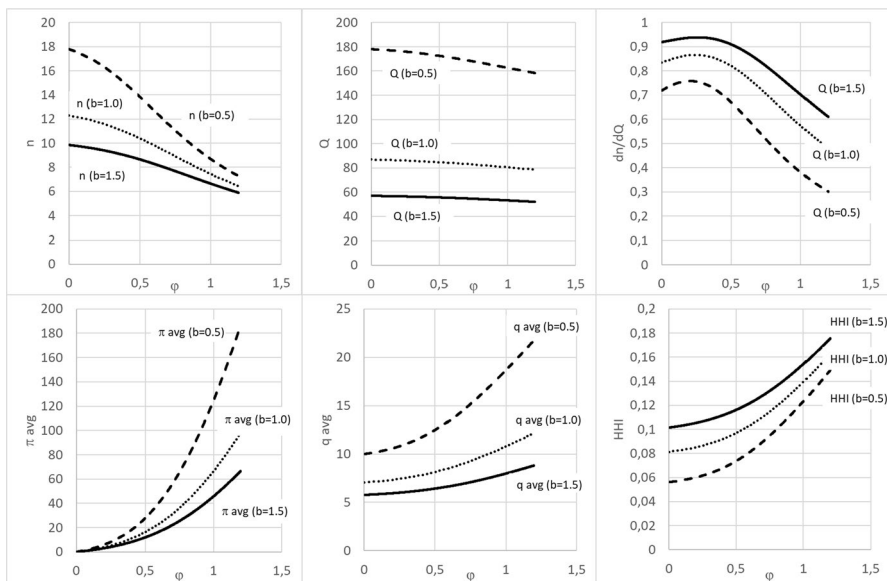 20
18
16
14
12
10
8
6
4
2
0
n
n (b=1.0)
n (b=0.5)
n (b=1.5)
0 0,5 1 1,5
φ
200
180
160
140
120
100
80
60
40
20
0
Q
Q (b=0.5)
Q (b=1.0)
Q (b=1.5)
0 0,5 1 1,5
φ
1
0,9
0,8
0,7
0,6
0,5
0,4
0,3
0,2
0,1
0
dn/dQ
Q (b=1.5)
Q (b=1.0)
Q (b=0.5)
0 0,5 1 1,5
φ
200
180
160
140
120
100
80
60
40
20
0
π avg
π avg (b=0.5)
π avg (b=1.0)
π avg (b=1.5)
0 0,5 1 1,5
φ
25
20
15
10
5
0
q avg
q avg (b=0.5)
q avg (b=1.0)
q avg (b=1.5)
0 0,5 1 1,5
φ
0,2
0,18
0,16
0,14
0,12
0,1
0,08
0,06
0,04
0,02
0
HHI
HHI (b=1.5)
HHI (b=1.0)
HHI (b=0.5)
0 0,5 1 1,5
φ